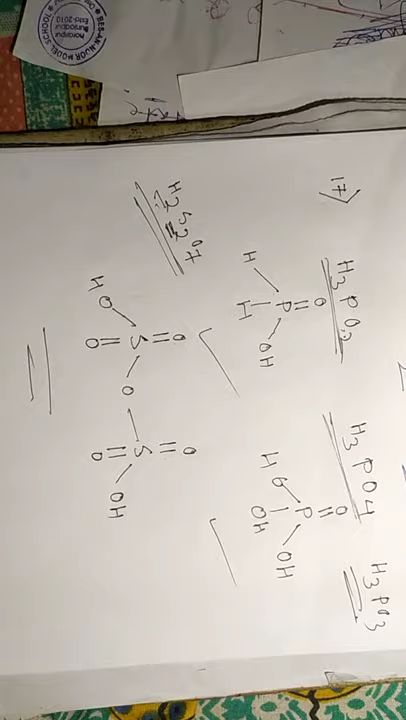 17)
H3PO2 H3PO4 H3PO3
O O
H P OH HO P OH
H OH
H2S2O7
O O
HO S O S OH
O O